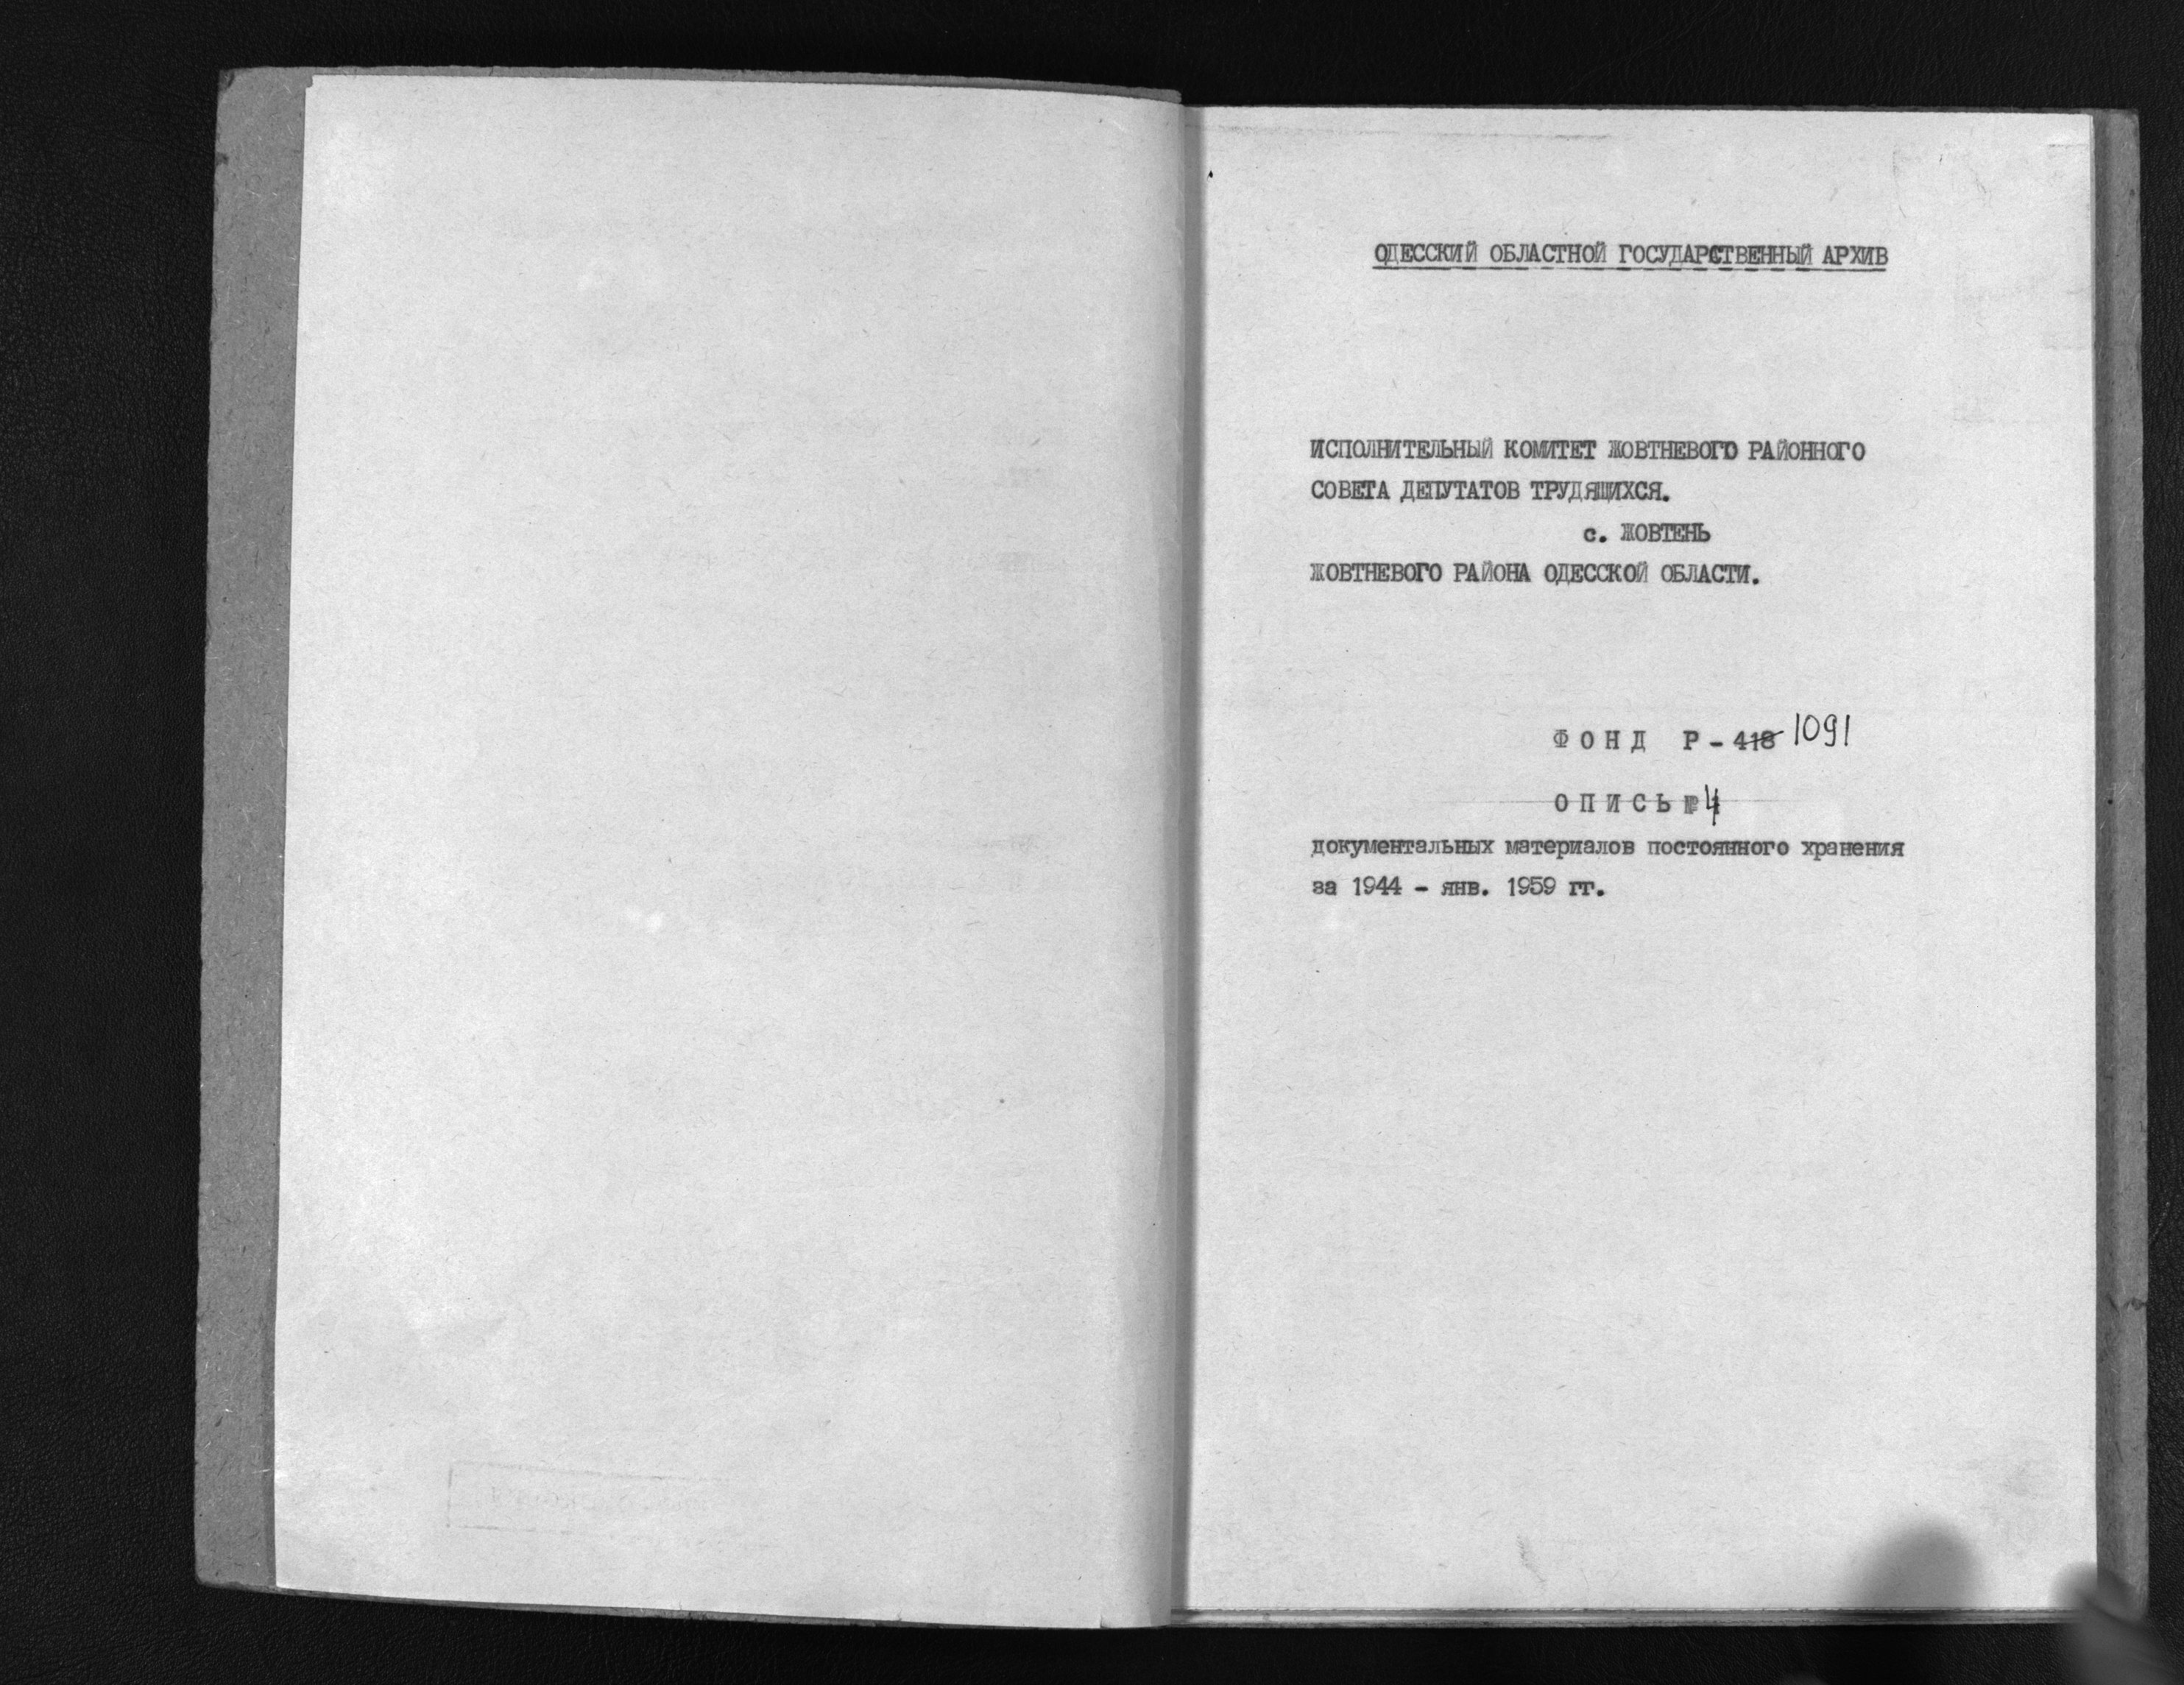 ОДЕССКИЙ ОБЛАСТНОЙ ГОСУДАРСТВЕННЫЙ АРХИВ
ИСПОЛНИТЕЛЬНЫЙ КОМИТЕТ ЖОВТНЕВОГО РАЙОННОГО
СОВЕТА ДЕПУТАТОВ ТРУДЯЩИХСЯ.
с. ЖОВТЕНЬ
ЖОВТНЕВОГО РАЙОНА ОДЕССКОЙ ОБЛАСТИ.
ФОНД Р - 418 1091
ОПИСЬ № 4
документальных материалов постоянного хранения
за 1944 - янв. 1959 гг.